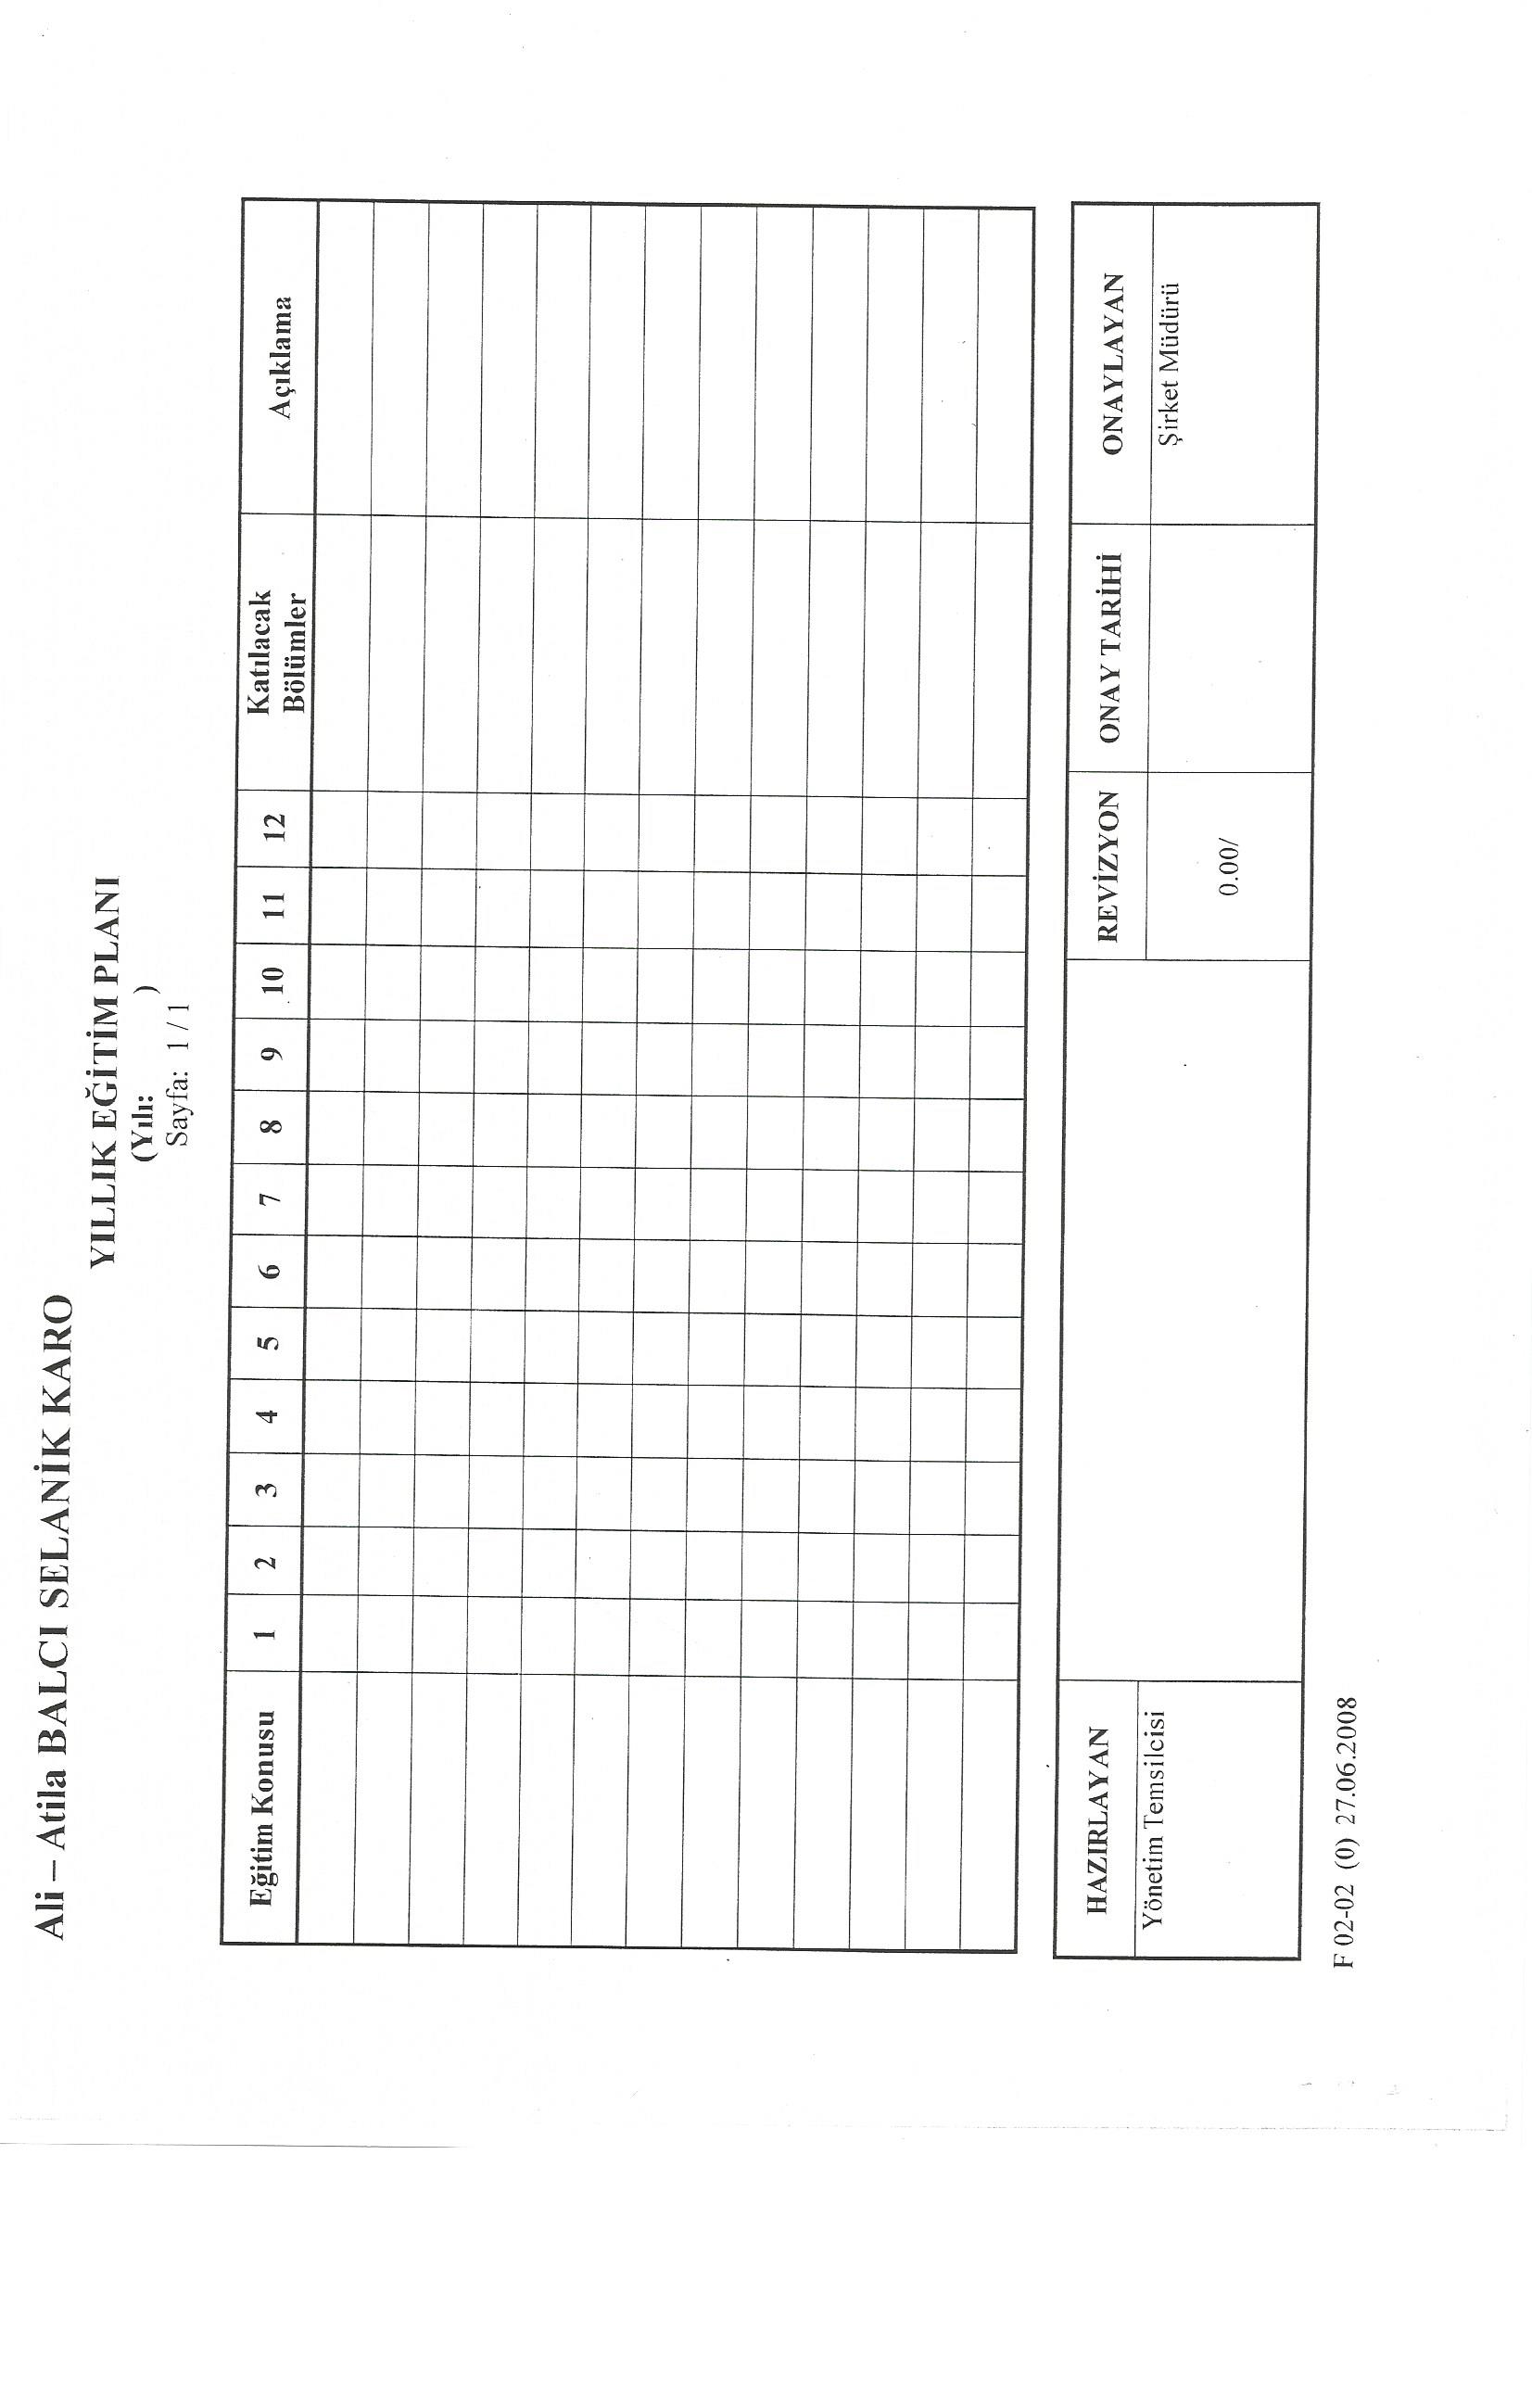 Ali – Atila BALCI SELANİK KARO
YILLIK EĞİTİM PLANI
(Yılı: )
Sayfa: 1 / 1
Eğitim Konusu 1 2 3 4 5 6 7 8 9 10 11 12 Katılacak Bölümler Açıklama
HAZIRLAYAN REVİZYON ONAY TARİHİ ONAYLAYAN
Yönetim Temsilcisi 0.00/ Şirket Müdürü
F 02-02 (0) 27.06.2008